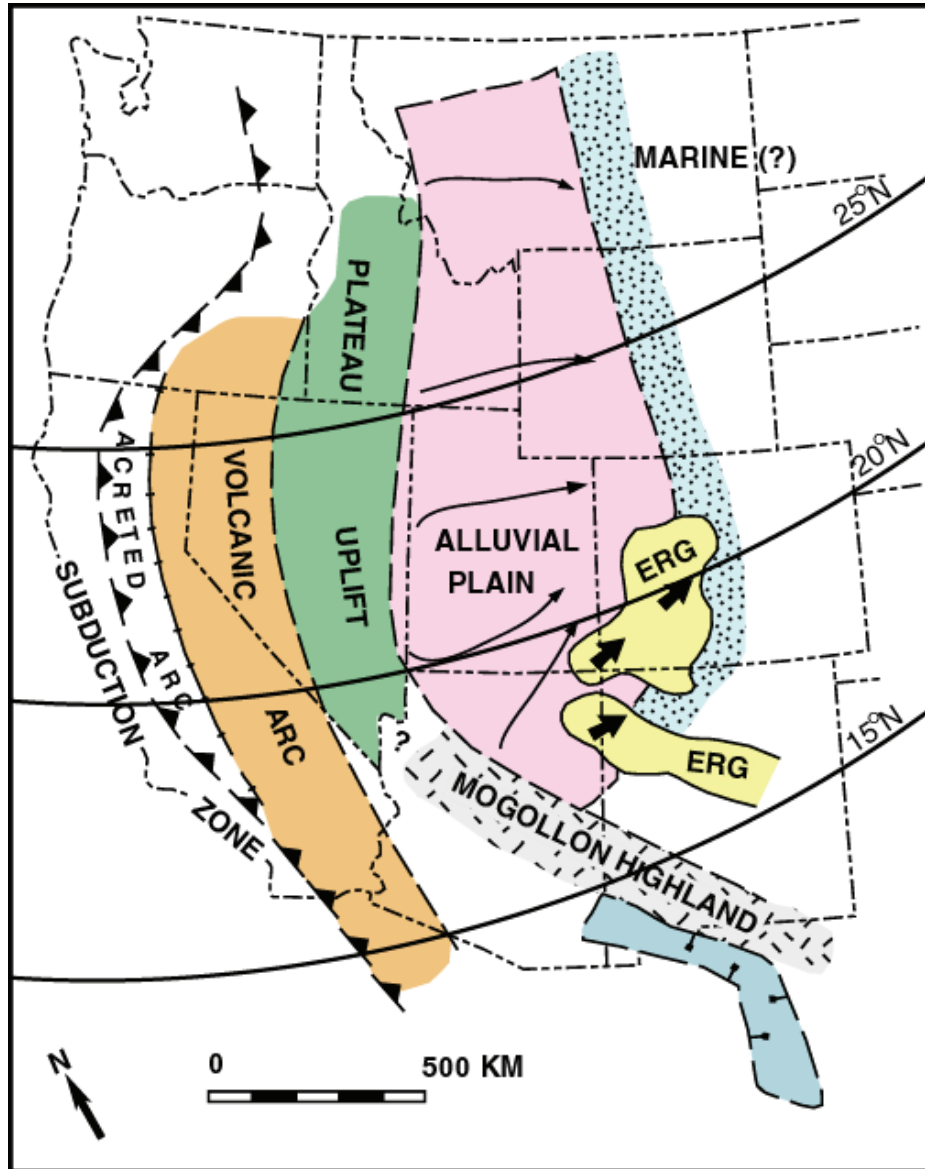 MARINE (?)
25°N
PLATEAU
UPLIFT
VOLCANIC
ARC
ACRETED
ARC
SUBDUCTION
ZONE
20°N
ALLUVIAL
PLAIN
ERG
ERG
15°N
?
MOGOLLON HIGHLAND
N
0
500 KM